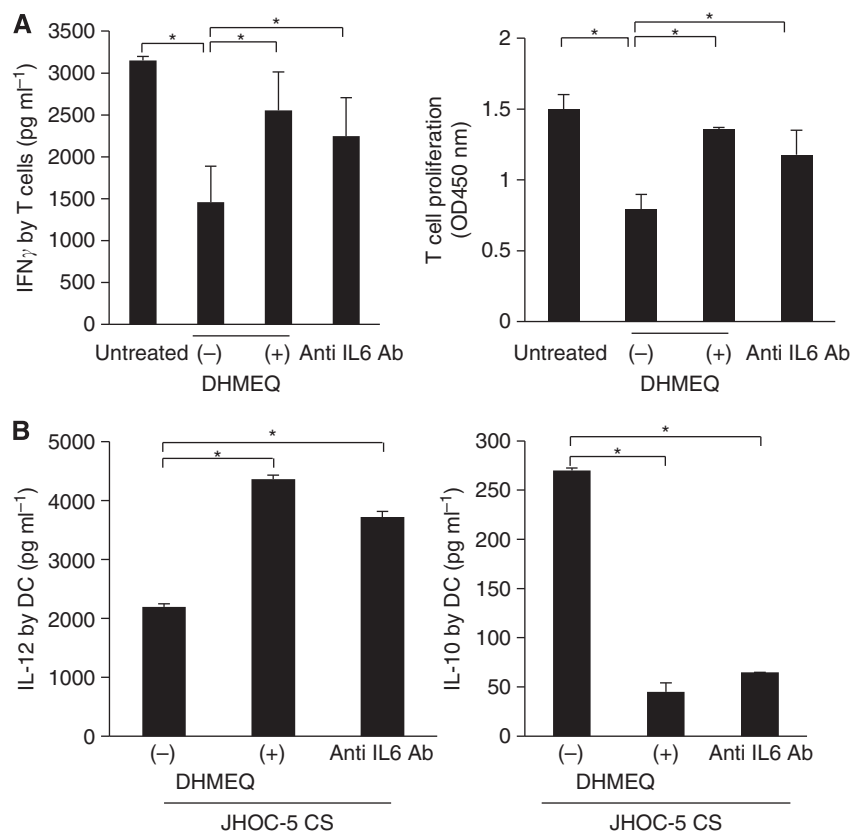 A
IFNγ by T cells (pg ml⁻¹)
3500
3000
2500
2000
1500
1000
500
0
* * *
Untreated (–) (+) Anti IL6 Ab
DHMEQ
T cell proliferation
(OD450 nm)
2
1.5
1
0.5
0
* * *
Untreated (–) (+) Anti IL6 Ab
DHMEQ
B
IL-12 by DC (pg ml⁻¹)
5000
4000
3000
2000
1000
0
*
*
(–) (+) Anti IL6 Ab
DHMEQ
JHOC-5 CS
IL-10 by DC (pg ml⁻¹)
300
250
200
150
100
50
0
*
*
(–) (+) Anti IL6 Ab
DHMEQ
JHOC-5 CS